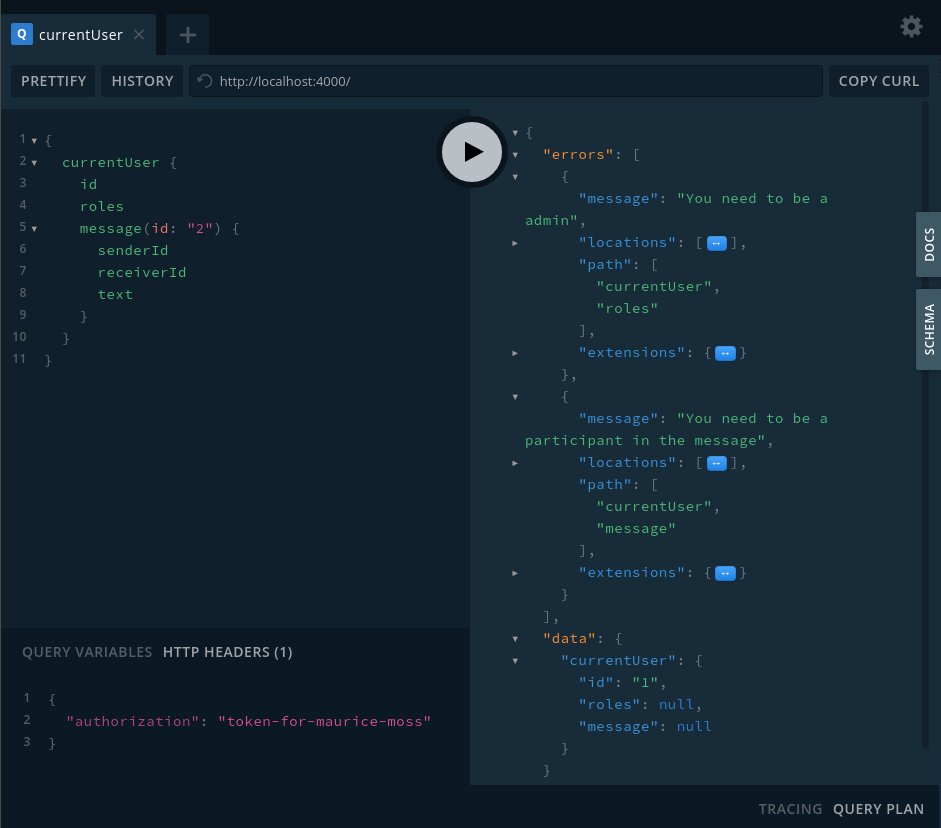 Q currentUser ×
+
PRETTIFY HISTORY http://localhost:4000/ COPY CURL
1 {
2 currentUser {
3 id
4 roles
5 message(id: "2") {
6 senderId
7 receiverId
8 text
9 }
10 }
11 }
{
"errors": [
{
"message": "You need to be a
admin",
"locations": [ ↔ ],
"path": [
"currentUser",
"roles"
],
"extensions": { ↔ }
},
{
"message": "You need to be a
participant in the message",
"locations": [ ↔ ],
"path": [
"currentUser",
"message"
],
"extensions": { ↔ }
}
],
"data": {
"currentUser": {
"id": "1",
"roles": null,
"message": null
}
}
DOCS
SCHEMA
QUERY VARIABLES HTTP HEADERS (1)
1 {
2 "authorization": "token-for-maurice-moss"
3 }
TRACING QUERY PLAN